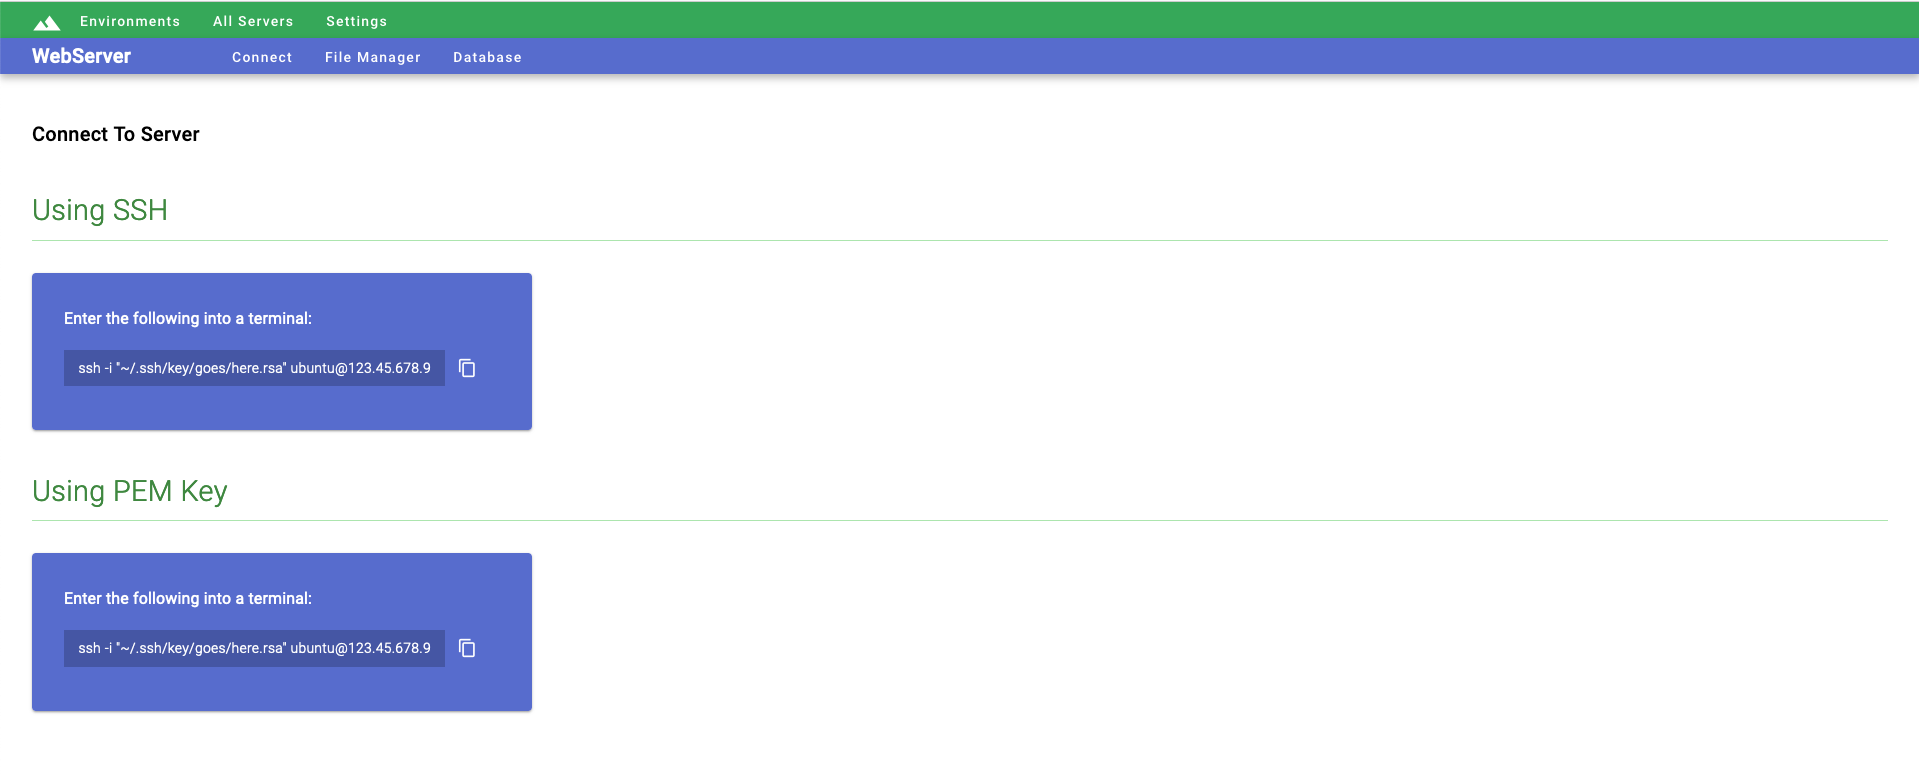 Environments All Servers Settings
WebServer Connect File Manager Database
Connect To Server
Using SSH
Enter the following into a terminal:
ssh -i "~/.ssh/key/goes/here.rsa" ubuntu@123.45.678.9
Using PEM Key
Enter the following into a terminal:
ssh -i "~/.ssh/key/goes/here.rsa" ubuntu@123.45.678.9